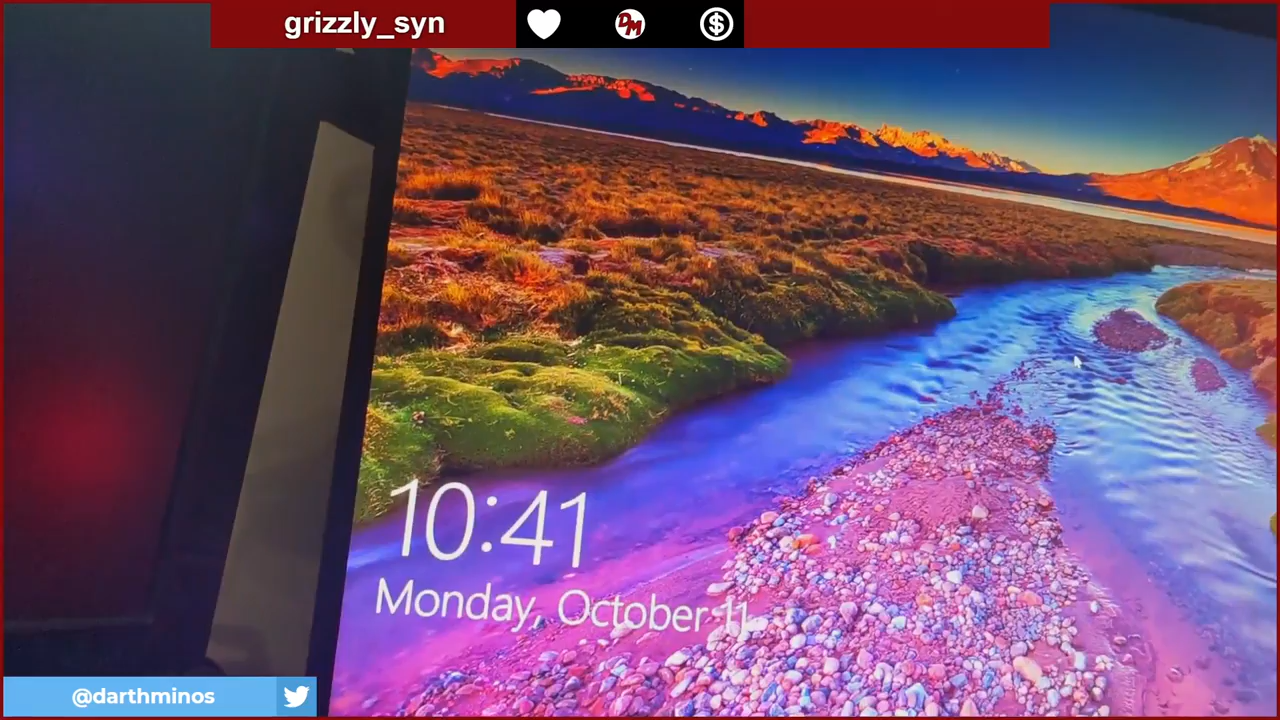 grizzly_syn
DM
$
10:41
Monday, October 11
@darthminos